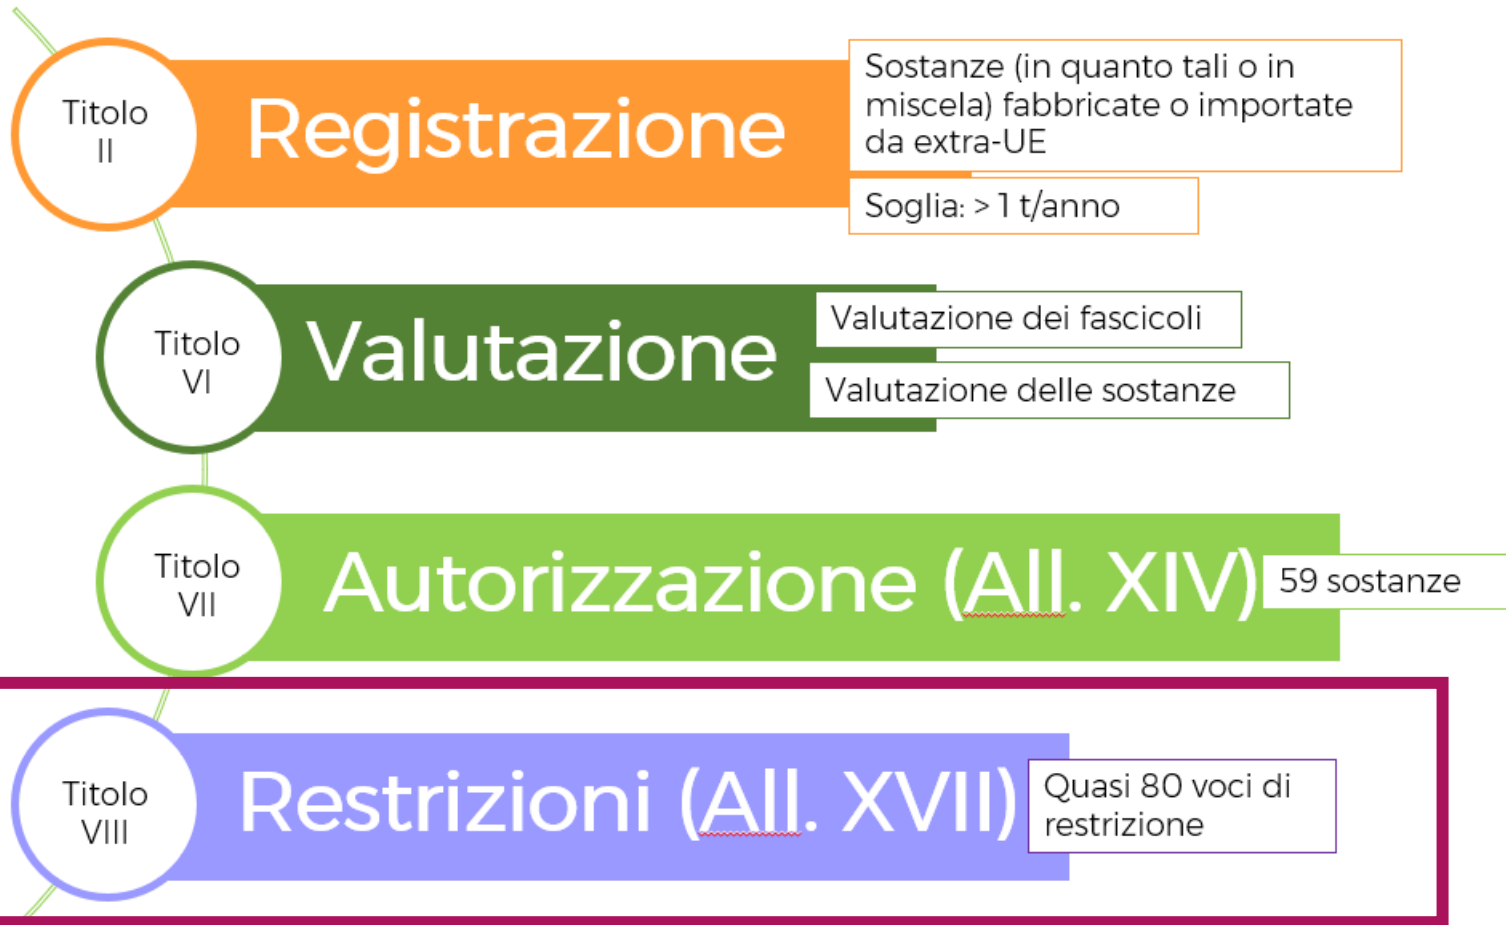 Titolo
II
Registrazione
Sostanze (in quanto tali o in
miscela) fabbricate o importate
da extra-UE
Soglia: > 1 t/anno
Titolo
VI
Valutazione
Valutazione dei fascicoli
Valutazione delle sostanze
Titolo
VII
Autorizzazione (All. XIV)
59 sostanze
Titolo
VIII
Restrizioni (All. XVII)
Quasi 80 voci di
restrizione